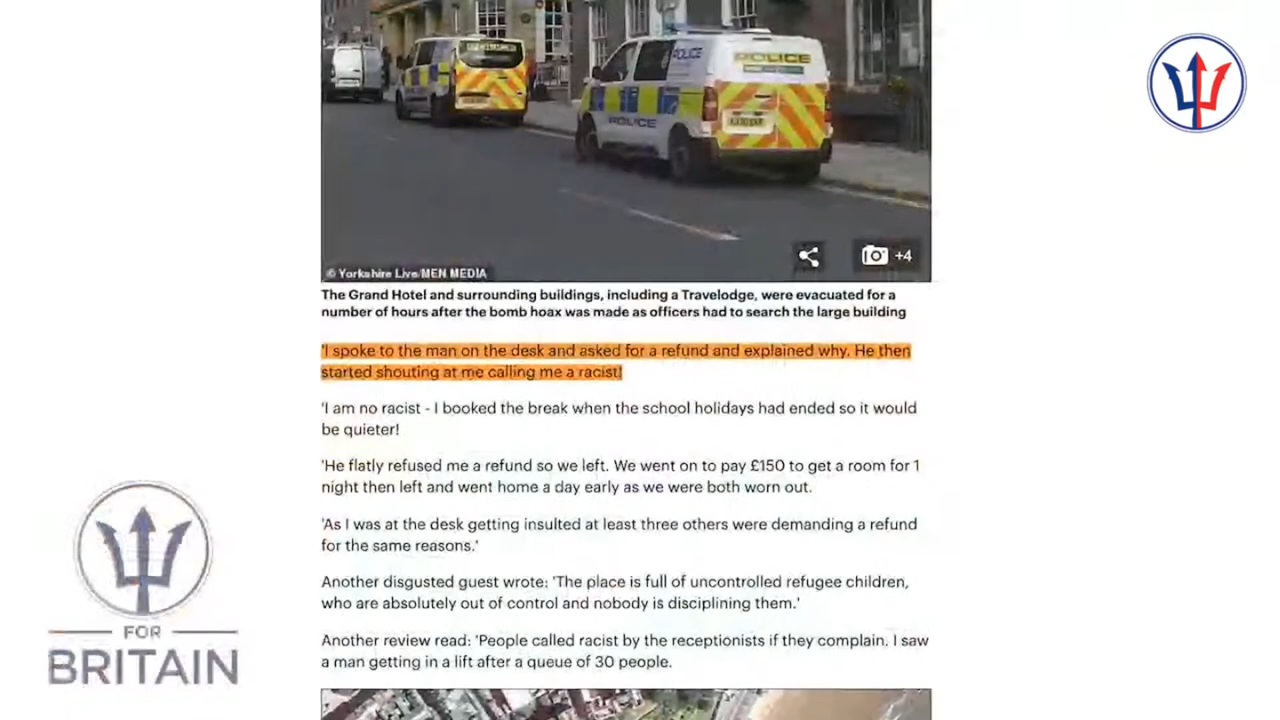 POLICE
POLICE
POLICE
+4
© Yorkshire Live/MEN MEDIA
The Grand Hotel and surrounding buildings, including a Travelodge, were evacuated for a
number of hours after the bomb hoax was made as officers had to search the large building
'I spoke to the man on the desk and asked for a refund and explained why. He then
started shouting at me calling me a racist!
'I am no racist - I booked the break when the school holidays had ended so it would
be quieter!
'He flatly refused me a refund so we left. We went on to pay £150 to get a room for 1
night then left and went home a day early as we were both worn out.
'As I was at the desk getting insulted at least three others were demanding a refund
for the same reasons.'
Another disgusted guest wrote: 'The place is full of uncontrolled refugee children,
who are absolutely out of control and nobody is disciplining them.'
Another review read: 'People called racist by the receptionists if they complain. I saw
a man getting in a lift after a queue of 30 people.
FOR
BRITAIN